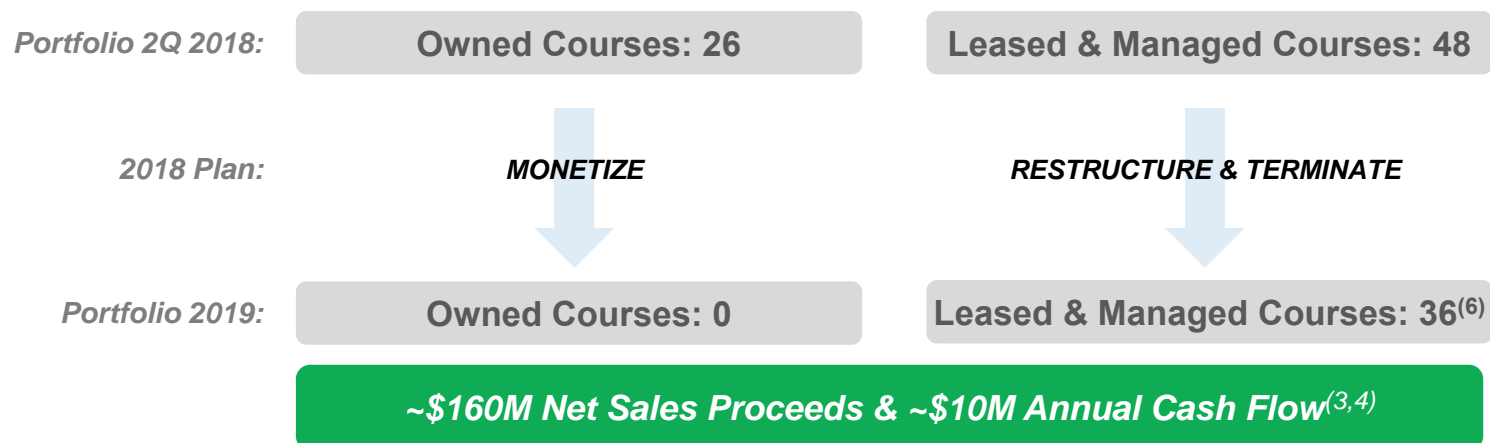 Portfolio 2Q 2018:
Owned Courses: 26
Leased & Managed Courses: 48
2018 Plan:
MONETIZE
RESTRUCTURE & TERMINATE
Portfolio 2019:
Owned Courses: 0
Leased & Managed Courses: 36(6)
~$160M Net Sales Proceeds & ~$10M Annual Cash Flow(3,4)